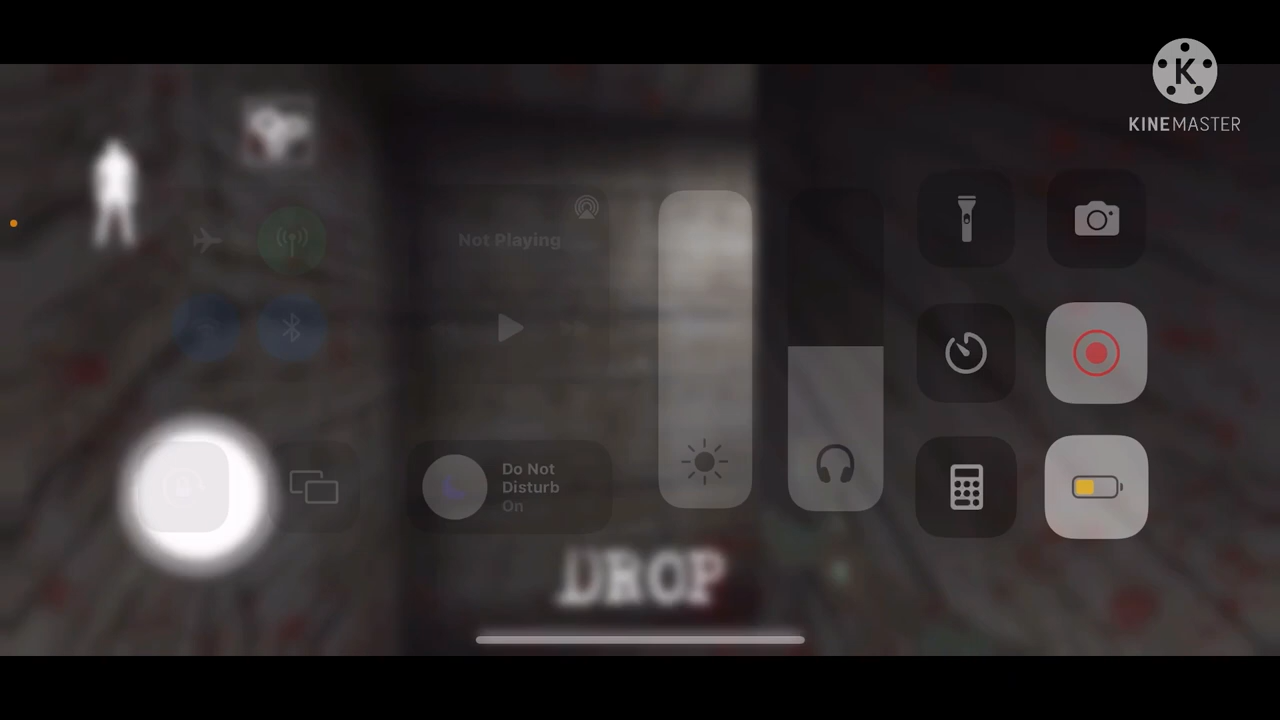 K
KINEMASTER
Not Playing
Do Not
Disturb
On
DROP